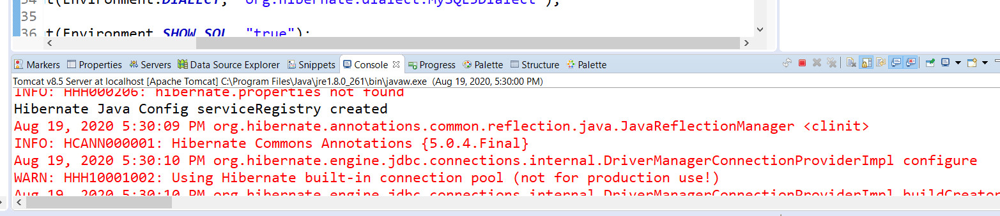 34 t(Environment.DIALECT, "org.hibernate.dialect.MySQL5Dialect");
35
36 t(Environment.SHOW_SQL, "true");
Markers Properties Servers Data Source Explorer Snippets Console Progress Palette Structure Palette
Tomcat v8.5 Server at localhost [Apache Tomcat] C:\Program Files\Java\jre1.8.0_261\bin\javaw.exe (Aug 19, 2020, 5:30:00 PM)
INFO: HHH000206: hibernate.properties not found
Hibernate Java Config serviceRegistry created
Aug 19, 2020 5:30:09 PM org.hibernate.annotations.common.reflection.java.JavaReflectionManager <clinit>
INFO: HCANN000001: Hibernate Commons Annotations {5.0.4.Final}
Aug 19, 2020 5:30:10 PM org.hibernate.engine.jdbc.connections.internal.DriverManagerConnectionProviderImpl configure
WARN: HHH10001002: Using Hibernate built-in connection pool (not for production use!)
Aug 19, 2020 5:30:10 PM org.hibernate.engine.jdbc.connections.internal.DriverManagerConnectionProviderImpl buildCreator